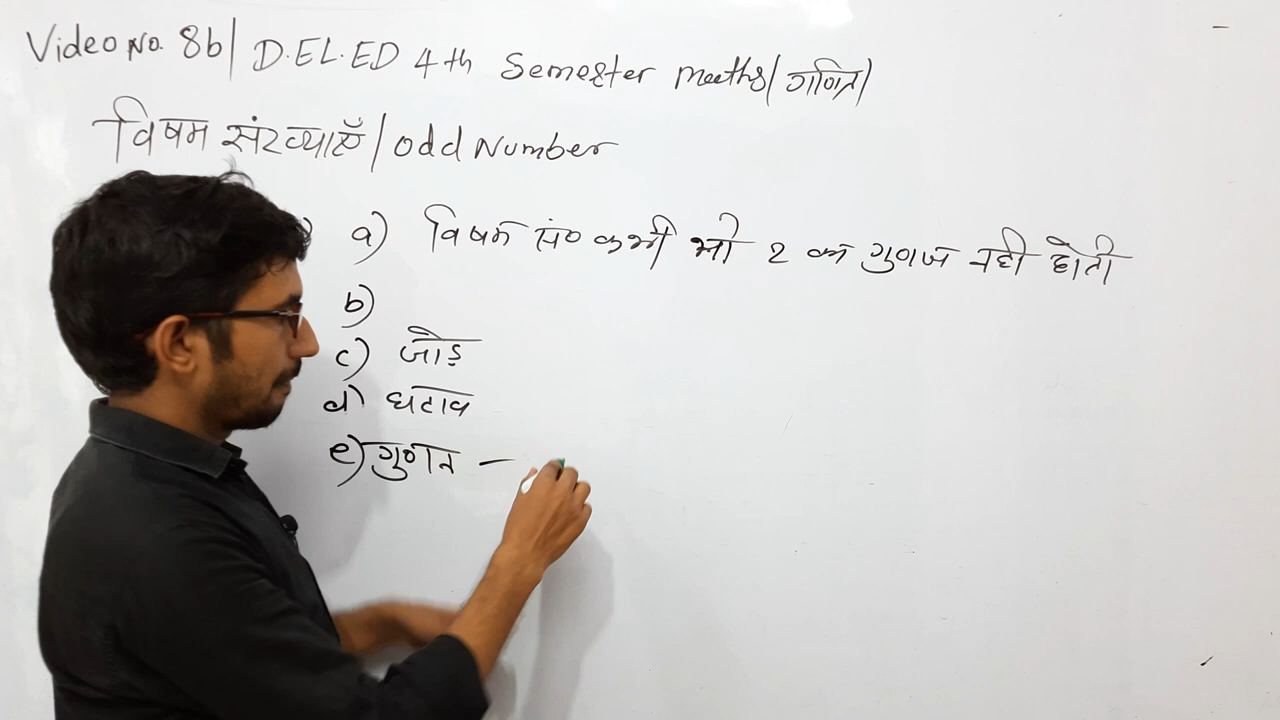 Video No. 8b| D.EL.ED 4th Semester Maths/ गणित)
विषम संख्याएँ / odd Number
a) विषम सं० कभी भी 2 का गुणज नही होती
b)
c) जोड़
d) घटाव
e) गुणन —